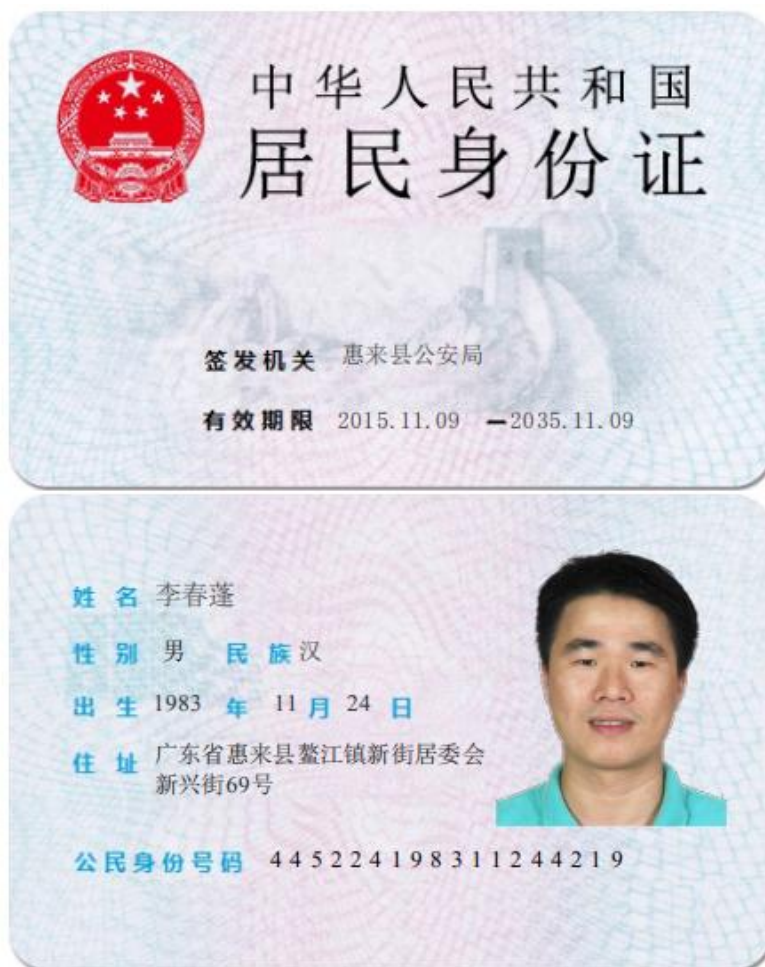 中华人民共和国
居民身份证
签发机关 惠来县公安局
有效期限 2015.11.09 －2035.11.09
姓名 李春蓬
性别 男 民族 汉
出生 1983 年 11 月 24 日
住址 广东省惠来县鳌江镇新街居委会
新兴街69号
公民身份号码 445224198311244219